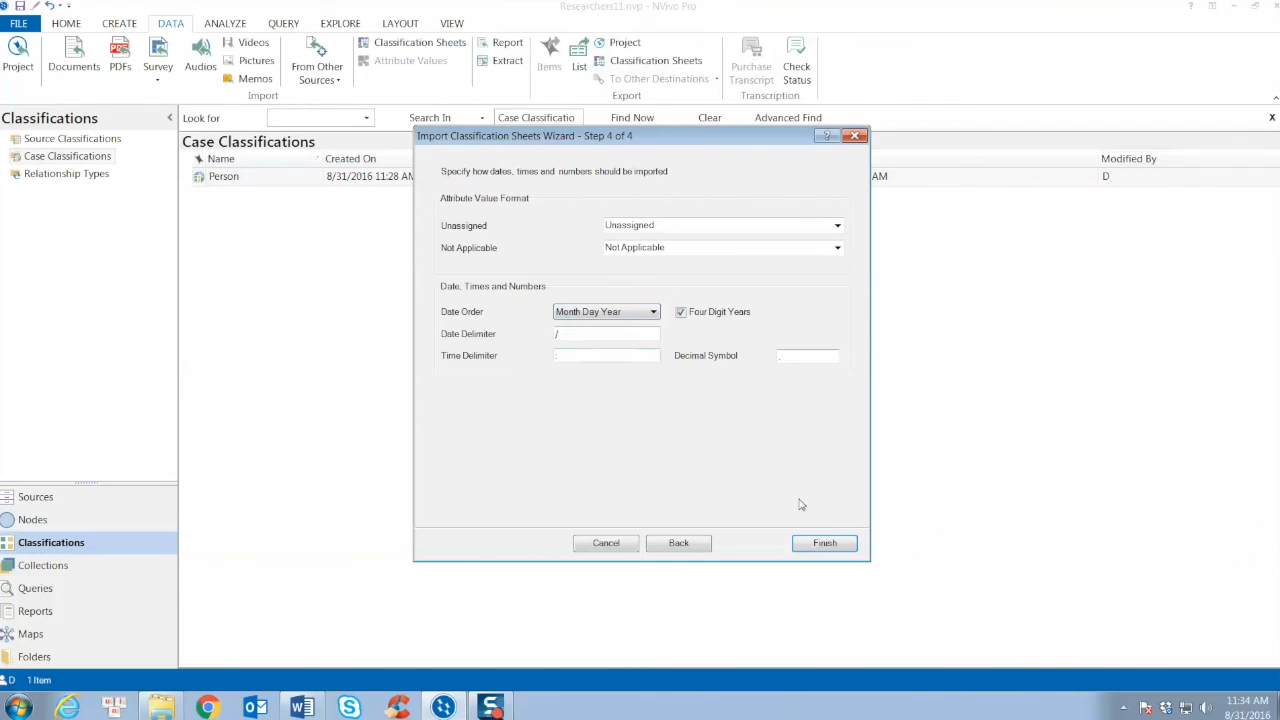 Researchers11.nvp - NVivo Pro
FILE HOME CREATE DATA ANALYZE QUERY EXPLORE LAYOUT VIEW
Project Documents PDFs Survey Audios
Videos
Pictures
Memos
From Other Sources
Classification Sheets
Attribute Values
Report
Extract
Items List
Project
Classification Sheets
To Other Destinations
Purchase Transcript
Check Status
Import Export Transcription
Classifications
Look for Search In Case Classificatio Find Now Clear Advanced Find X
Source Classifications
Case Classifications
Relationship Types
Case Classifications
Name Created On Modified By
Person 8/31/2016 11:28 AM AM D
Import Classification Sheets Wizard - Step 4 of 4
Specify how dates, times and numbers should be imported
Attribute Value Format
Unassigned Unassigned
Not Applicable Not Applicable
Date, Times and Numbers
Date Order Month Day Year Four Digit Years
Date Delimiter /
Time Delimiter : Decimal Symbol .
Cancel Back Finish
Sources
Nodes
Classifications
Collections
Queries
Reports
Maps
Folders
D 1 Item
11:34 AM
8/31/2016